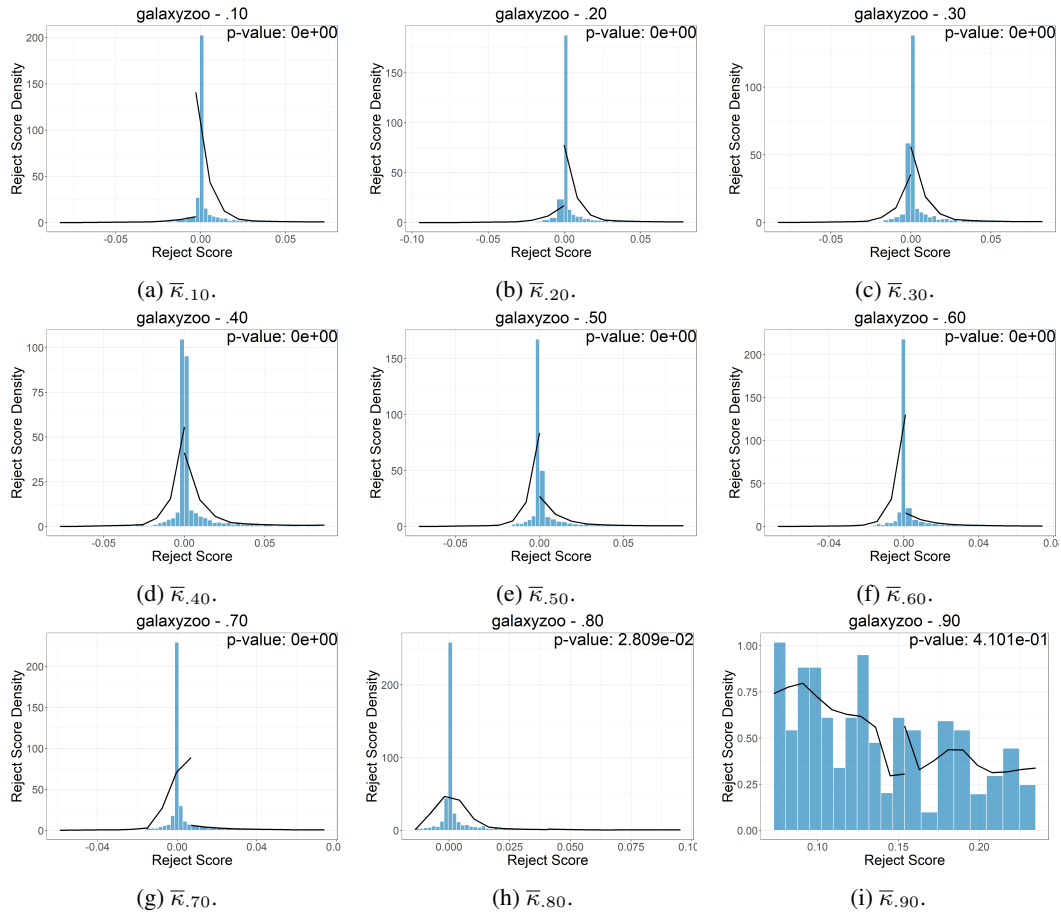 galaxyzoo - .10
p-value: 0e+00
Reject Score Density
200
150
100
50
0
-0.05
0.00
0.05
Reject Score
(a) κ̅.10.
galaxyzoo - .20
p-value: 0e+00
Reject Score Density
150
100
50
0
-0.10
-0.05
0.00
0.05
Reject Score
(b) κ̅.20.
galaxyzoo - .30
p-value: 0e+00
Reject Score Density
100
50
0
-0.05
0.00
0.05
Reject Score
(c) κ̅.30.
galaxyzoo - .40
p-value: 0e+00
Reject Score Density
100
75
50
25
0
-0.05
0.00
0.05
Reject Score
(d) κ̅.40.
galaxyzoo - .50
p-value: 0e+00
Reject Score Density
150
100
50
0
-0.05
0.00
0.05
Reject Score
(e) κ̅.50.
galaxyzoo - .60
p-value: 0e+00
Reject Score Density
200
150
100
50
0
-0.04
0.00
0.04
Reject Score
(f) κ̅.60.
galaxyzoo - .70
p-value: 0e+00
Reject Score Density
200
150
100
50
0
-0.04
0.00
0.04
Reject Score
(g) κ̅.70.
galaxyzoo - .80
p-value: 2.809e-02
Reject Score Density
250
200
150
100
50
0
0.000
0.025
0.050
0.075
Reject Score
(h) κ̅.80.
galaxyzoo - .90
p-value: 4.101e-01
Reject Score Density
1.00
0.75
0.50
0.25
0.00
0.10
0.15
0.20
Reject Score
(i) κ̅.90.